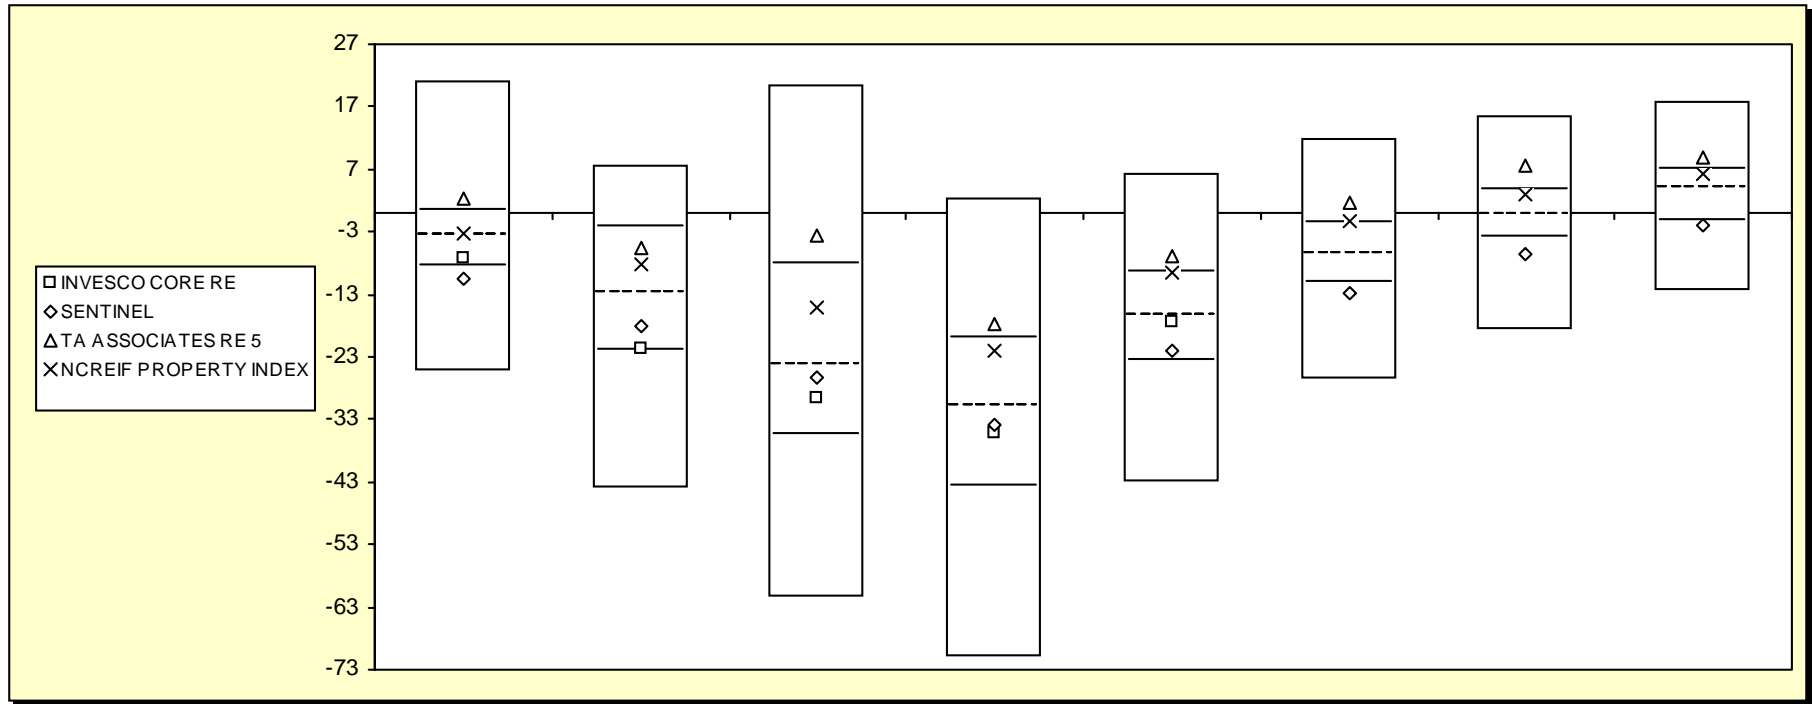 27
17
7
-3
-13
-23
-33
-43
-53
-63
-73
INVESCO CORE RE
SENTINEL
TA ASSOCIATES RE 5
NCREIF PROPERTY INDEX